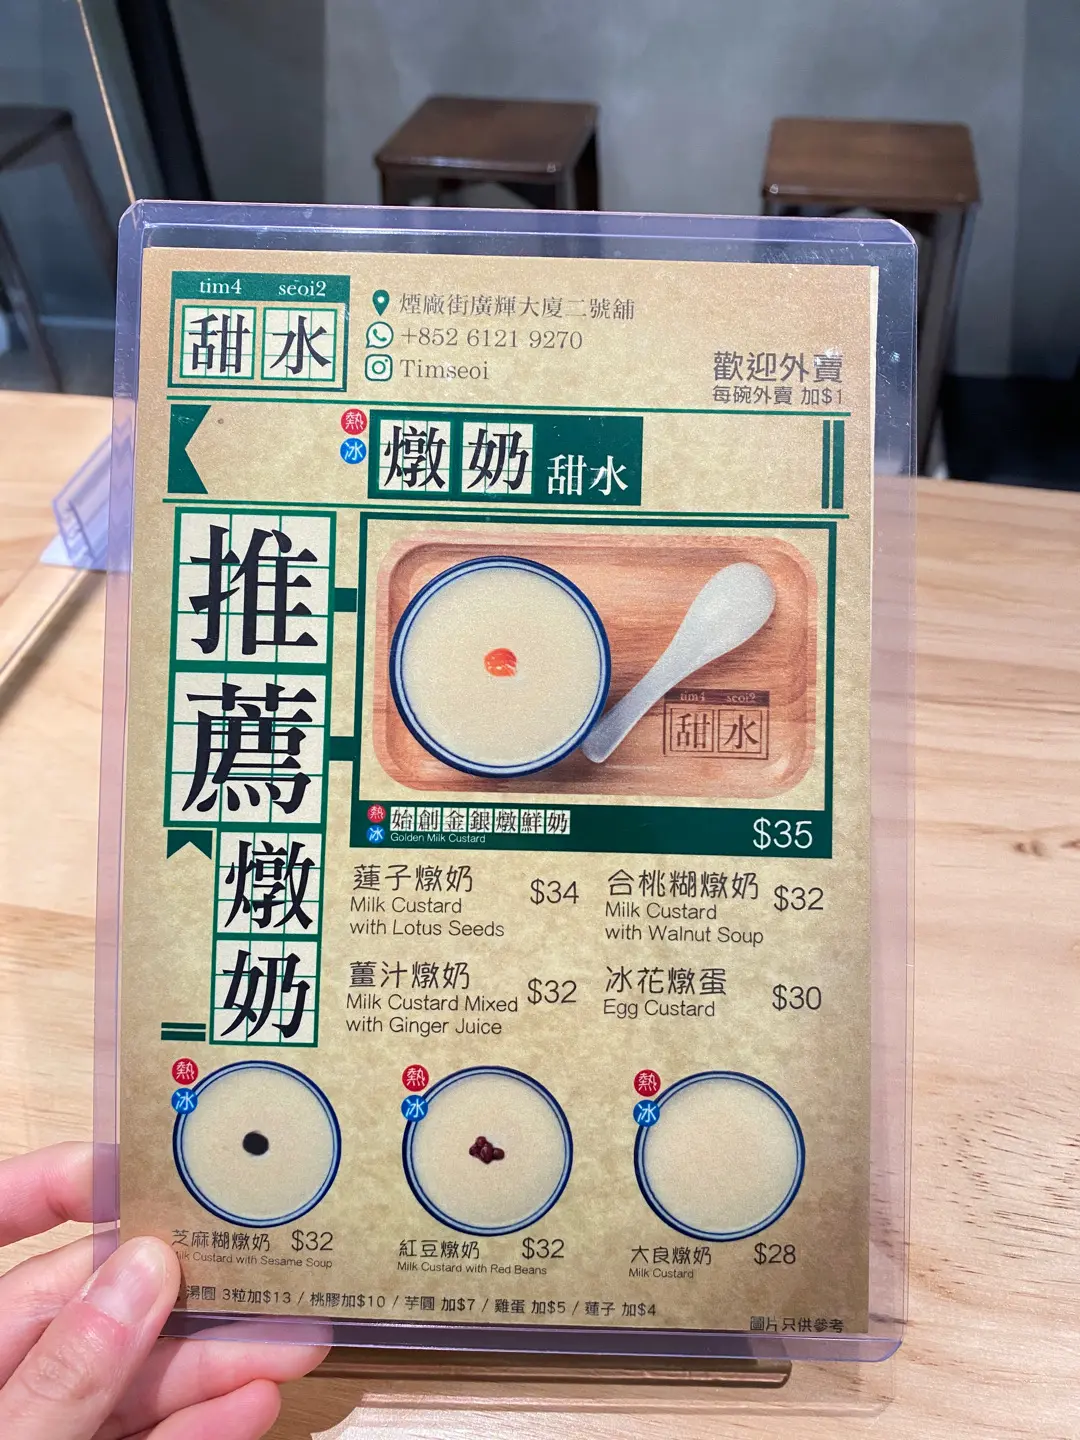 tim4 seoi2
甜水
煙廠街廣輝大廈二號舖
+852 6121 9270
Timseoi
歡迎外賣
每碗外賣 加$1
熱
冰
燉奶甜水
推薦燉奶
tim4 seoi2
甜水
熱
冰
始創金銀燉鮮奶
Golden Milk Custard
$35
蓮子燉奶 $34
Milk Custard
with Lotus Seeds
合桃糊燉奶 $32
Milk Custard
with Walnut Soup
薑汁燉奶 $32
Milk Custard Mixed
with Ginger Juice
冰花燉蛋 $30
Egg Custard
熱
冰
芝麻糊燉奶 $32
Milk Custard with Sesame Soup
熱
冰
紅豆燉奶 $32
Milk Custard with Red Beans
熱
冰
大良燉奶 $28
Milk Custard
湯圓 3粒加$13 / 桃膠加$10 / 芋圓 加$7 / 雞蛋 加$5 / 蓮子 加$4
圖片只供參考